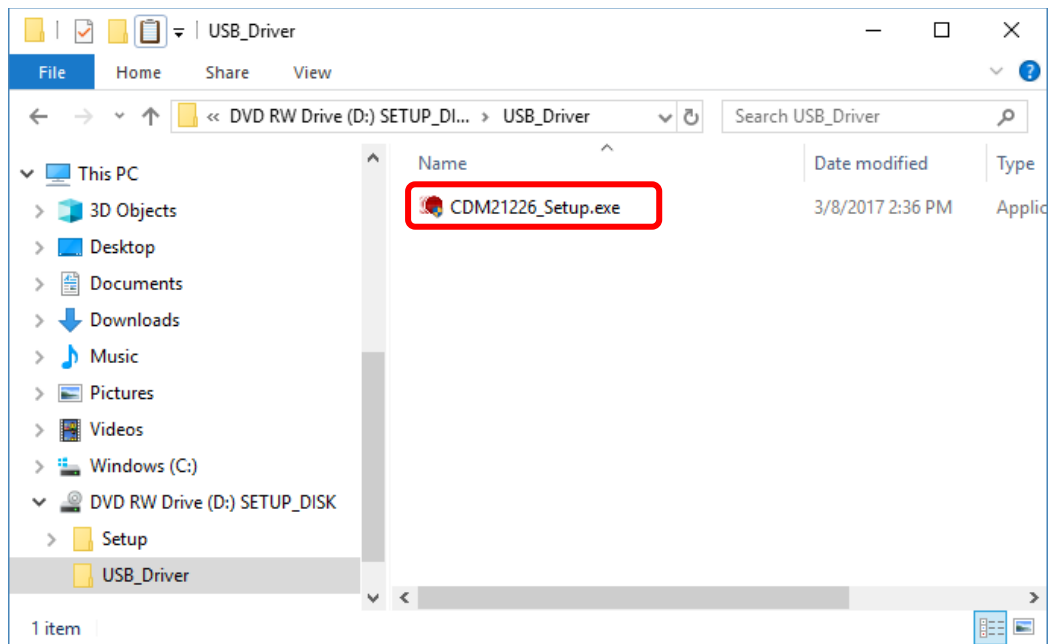 USB_Driver
File Home Share View
« DVD RW Drive (D:) SETUP_DI... › USB_Driver Search USB_Driver
This PC
3D Objects
Desktop
Documents
Downloads
Music
Pictures
Videos
Windows (C:)
DVD RW Drive (D:) SETUP_DISK
Setup
USB_Driver
Name Date modified Type
CDM21226_Setup.exe 3/8/2017 2:36 PM Applic
1 item